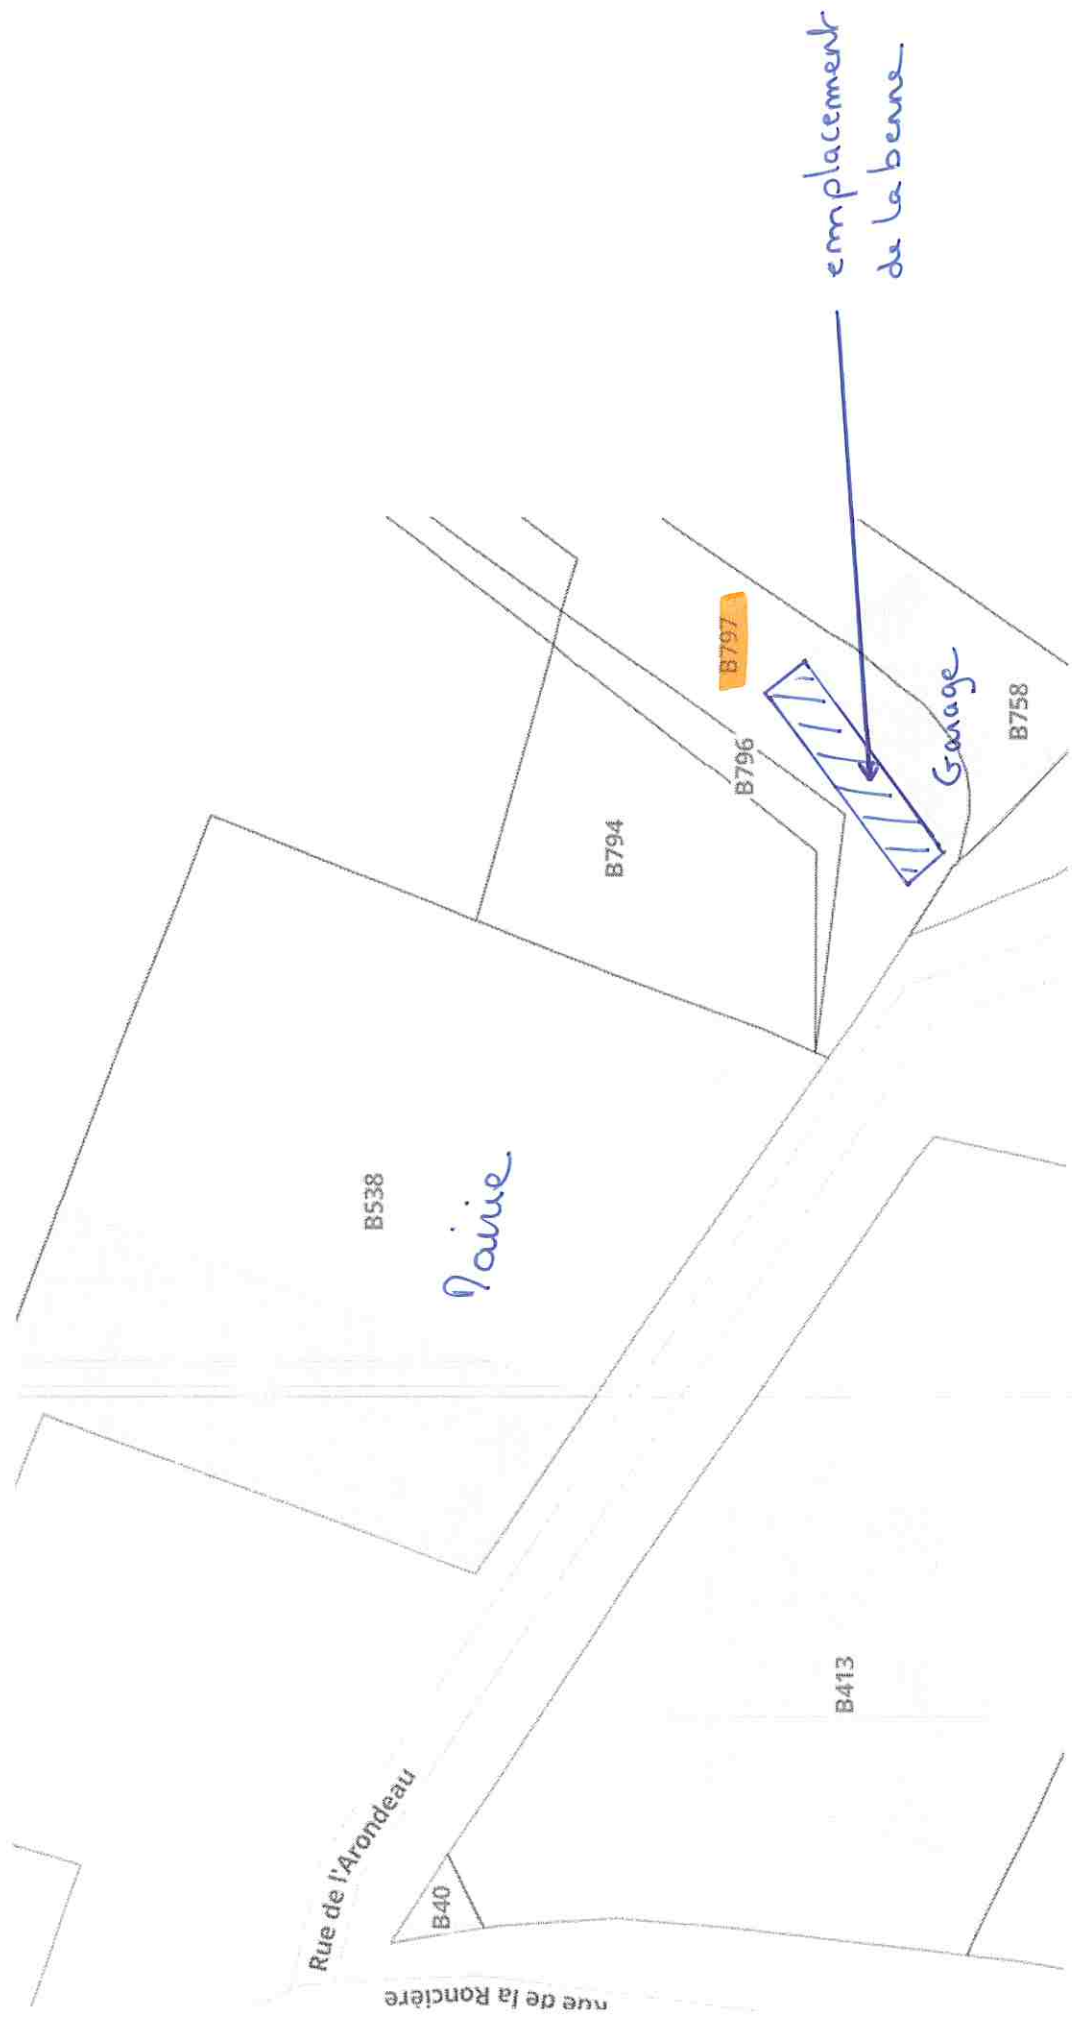 Rue de l'Arondeau
rue de la Roncière
B40
B413
B538
Mairie
B794
B796
B797
B758
Garage
emplacement
de la benne